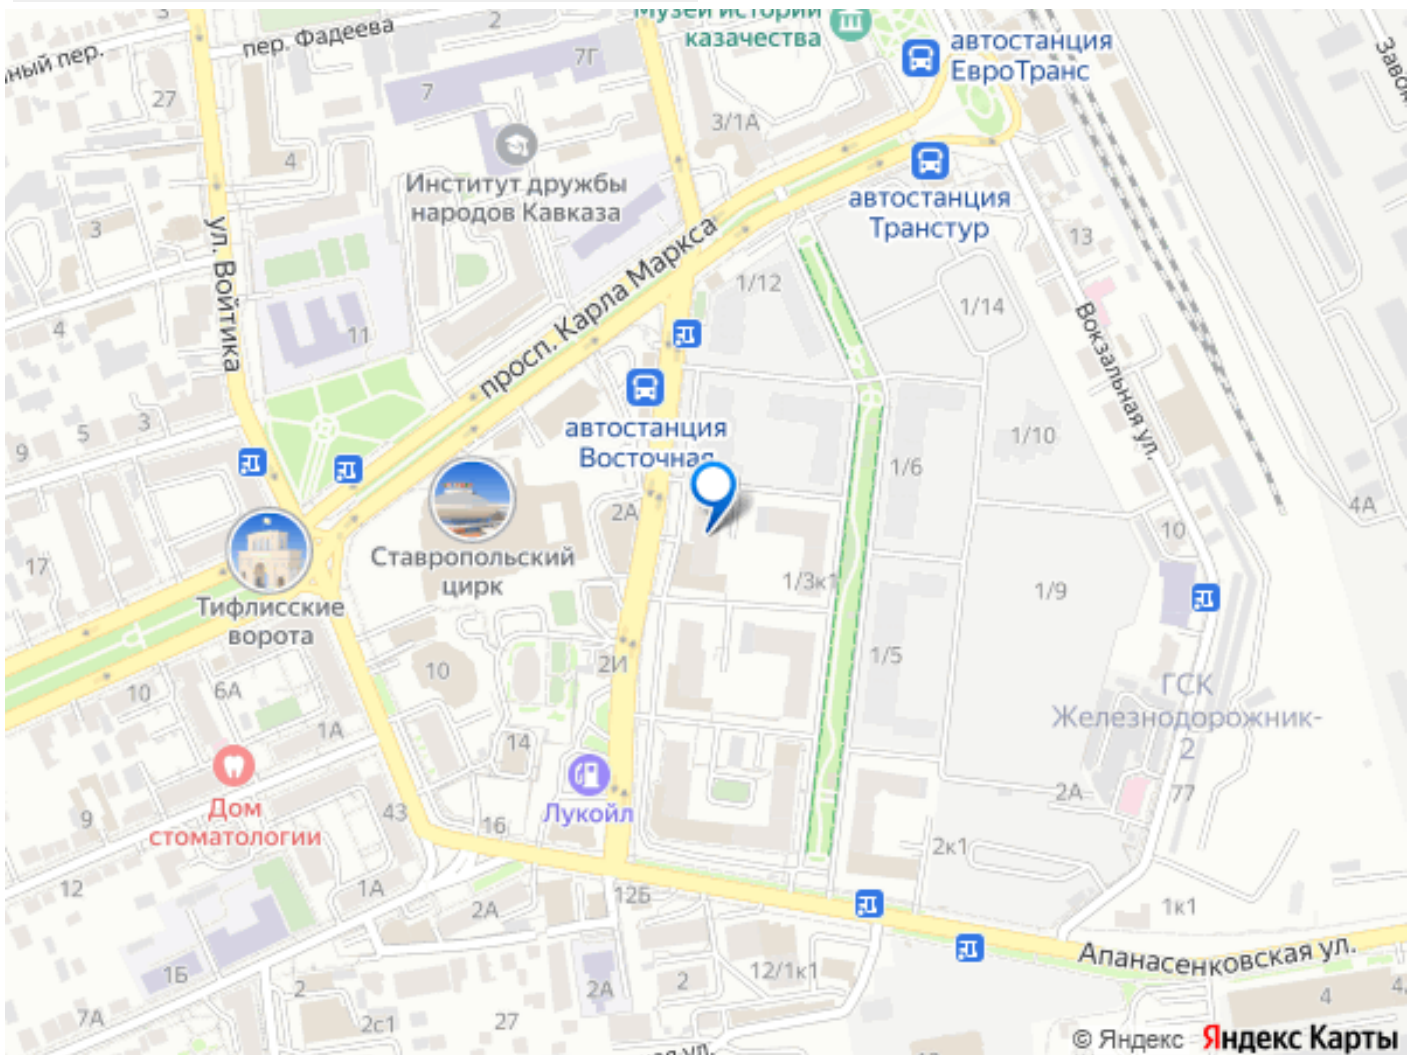 Музей истории
казачества
автостанция
ЕвроТранс
пер. Фадеева
2
7Г
7
27
3/1А
4
Институт дружбы
народов Кавказа
автостанция
Транстур
3
ул. Войтика
просп. Карла Маркса
13
1/12
1/14
4
11
Вокзальная ул.
автостанция
Восточная
3
5
9
1/10
1/6
4А
2А
10
Ставропольский
цирк
17
1/3к1
1/9
Тифлисские
ворота
10
2И
1/5
10
6А
ГСК
Железнодорожник-
2
1А
14
2А
77
Дом
стоматологии
9
43
16
Лукойл
2к1
12
1А
2А
12Б
1к1
Апанасенковская ул.
1Б
2
12/1к1
2
2А
4
7А
2с1
27
© Яндекс Яндекс Карты